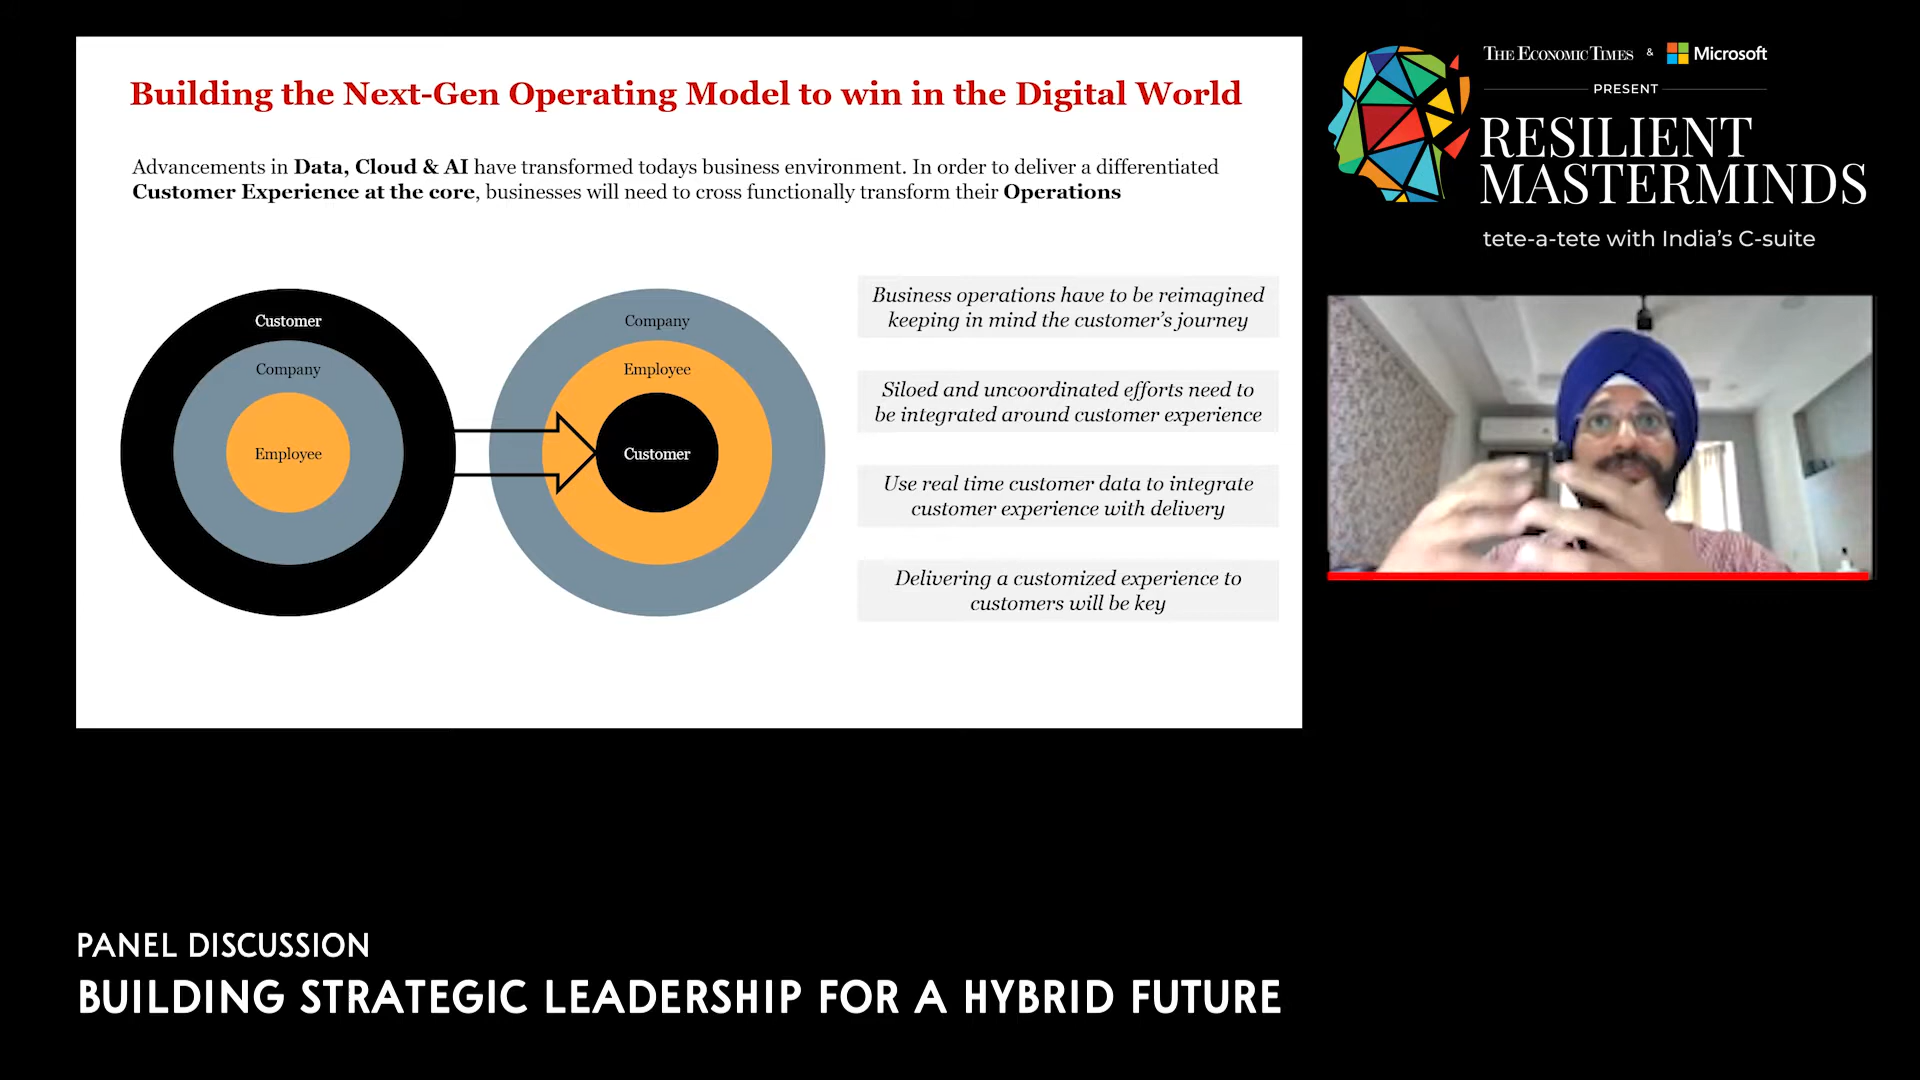 Building the Next-Gen Operating Model to win in the Digital World
Advancements in Data, Cloud & AI have transformed todays business environment. In order to deliver a differentiated
Customer Experience at the core, businesses will need to cross functionally transform their Operations
Customer
Company
Employee
Company
Employee
Customer
Business operations have to be reimagined
keeping in mind the customer's journey
Siloed and uncoordinated efforts need to
be integrated around customer experience
Use real time customer data to integrate
customer experience with delivery
Delivering a customized experience to
customers will be key
THE ECONOMIC TIMES & Microsoft
PRESENT
RESILIENT
MASTERMINDS
tete-a-tete with India's C-suite
PANEL DISCUSSION
BUILDING STRATEGIC LEADERSHIP FOR A HYBRID FUTURE